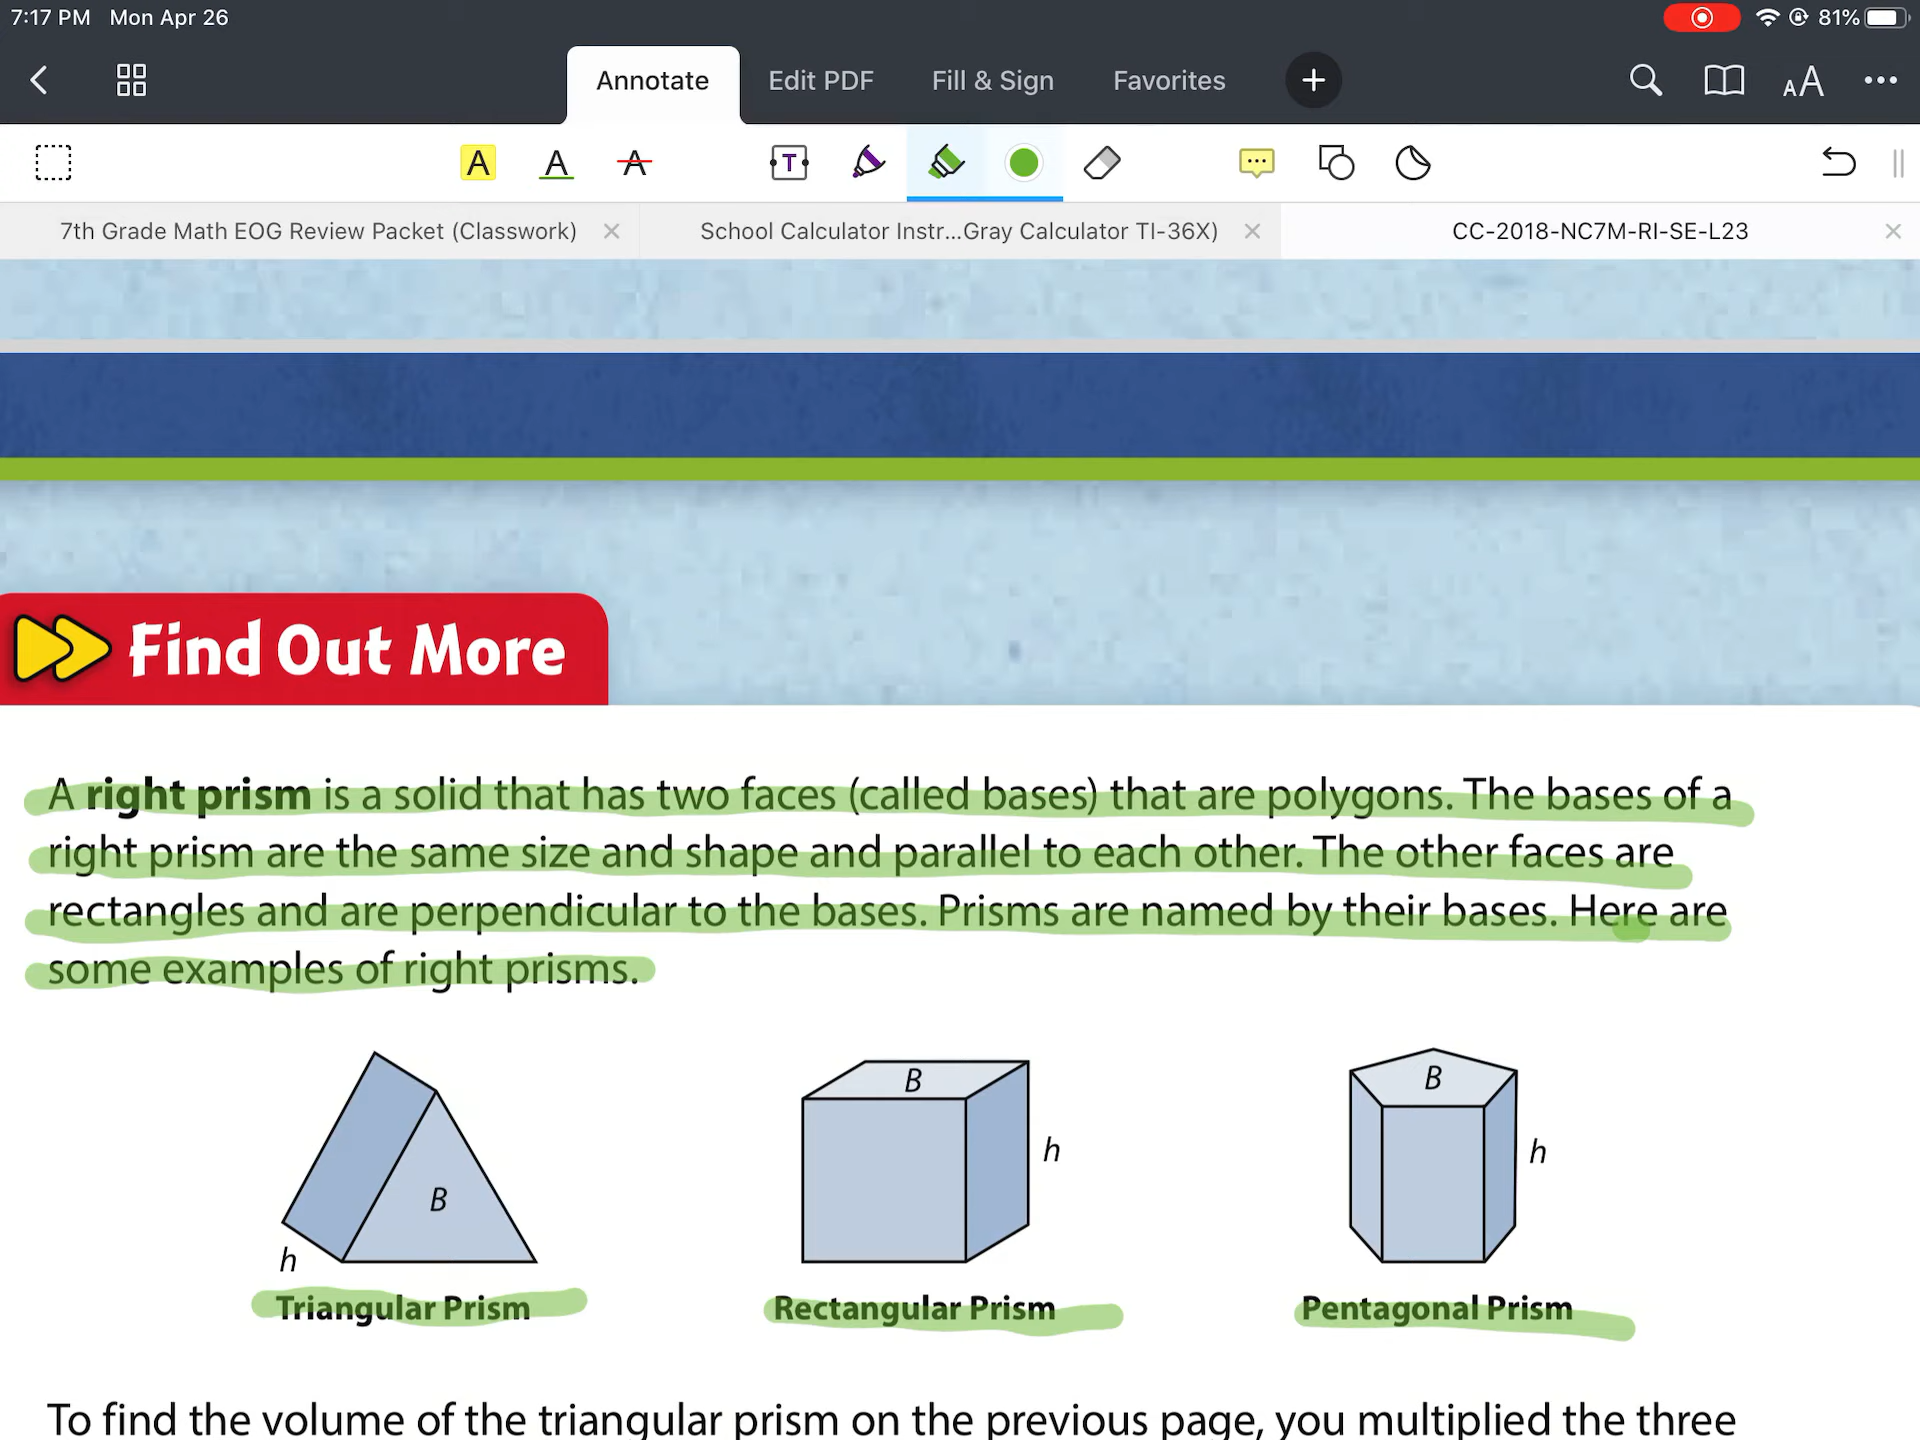 7:17 PM Mon Apr 26
81%
Annotate
Edit PDF
Fill & Sign
Favorites
AA
A
A
A
T
7th Grade Math EOG Review Packet (Classwork)
School Calculator Instr...Gray Calculator TI-36X)
CC-2018-NC7M-RI-SE-L23
Find Out More
A right prism is a solid that has two faces (called bases) that are polygons. The bases of a
right prism are the same size and shape and parallel to each other. The other faces are
rectangles and are perpendicular to the bases. Prisms are named by their bases. Here are
some examples of right prisms.
B
h
Triangular Prism
B
h
Rectangular Prism
B
h
Pentagonal Prism
To find the volume of the triangular prism on the previous page, you multiplied the three